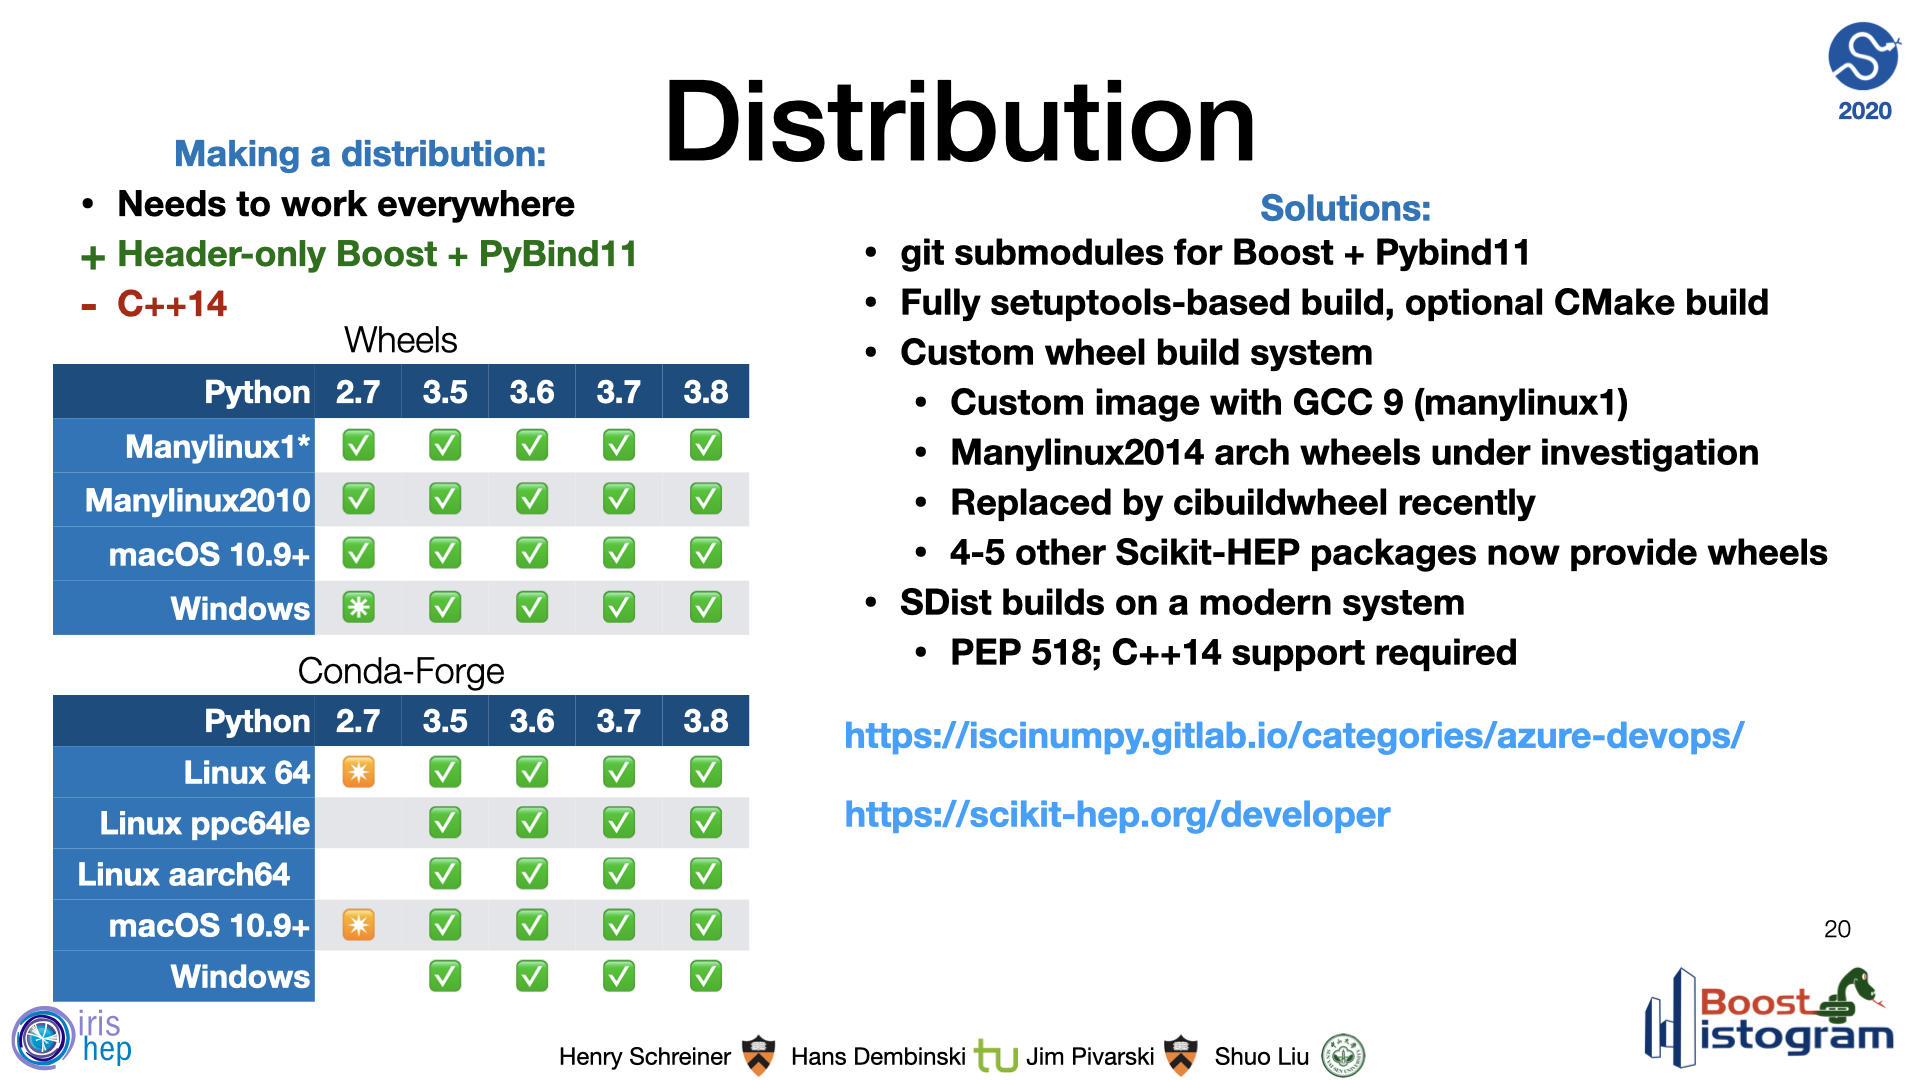 Distribution
2020
Making a distribution:
• Needs to work everywhere
+ Header-only Boost + PyBind11
- C++14
Wheels
Python 2.7 3.5 3.6 3.7 3.8
Manylinux1* ✅ ✅ ✅ ✅ ✅
Manylinux2010 ✅ ✅ ✅ ✅ ✅
macOS 10.9+ ✅ ✅ ✅ ✅ ✅
Windows ✳️ ✅ ✅ ✅ ✅
Conda-Forge
Python 2.7 3.5 3.6 3.7 3.8
Linux 64 ✴️ ✅ ✅ ✅ ✅
Linux ppc64le ✅ ✅ ✅ ✅
Linux aarch64 ✅ ✅ ✅ ✅
macOS 10.9+ ✴️ ✅ ✅ ✅ ✅
Windows ✅ ✅ ✅ ✅
Solutions:
• git submodules for Boost + Pybind11
• Fully setuptools-based build, optional CMake build
• Custom wheel build system
• Custom image with GCC 9 (manylinux1)
• Manylinux2014 arch wheels under investigation
• Replaced by cibuildwheel recently
• 4-5 other Scikit-HEP packages now provide wheels
• SDist builds on a modern system
• PEP 518; C++14 support required
https://iscinumpy.gitlab.io/categories/azure-devops/
https://scikit-hep.org/developer
20
iris
hep
Henry Schreiner Hans Dembinski tu Jim Pivarski Shuo Liu
Boost
Histogram